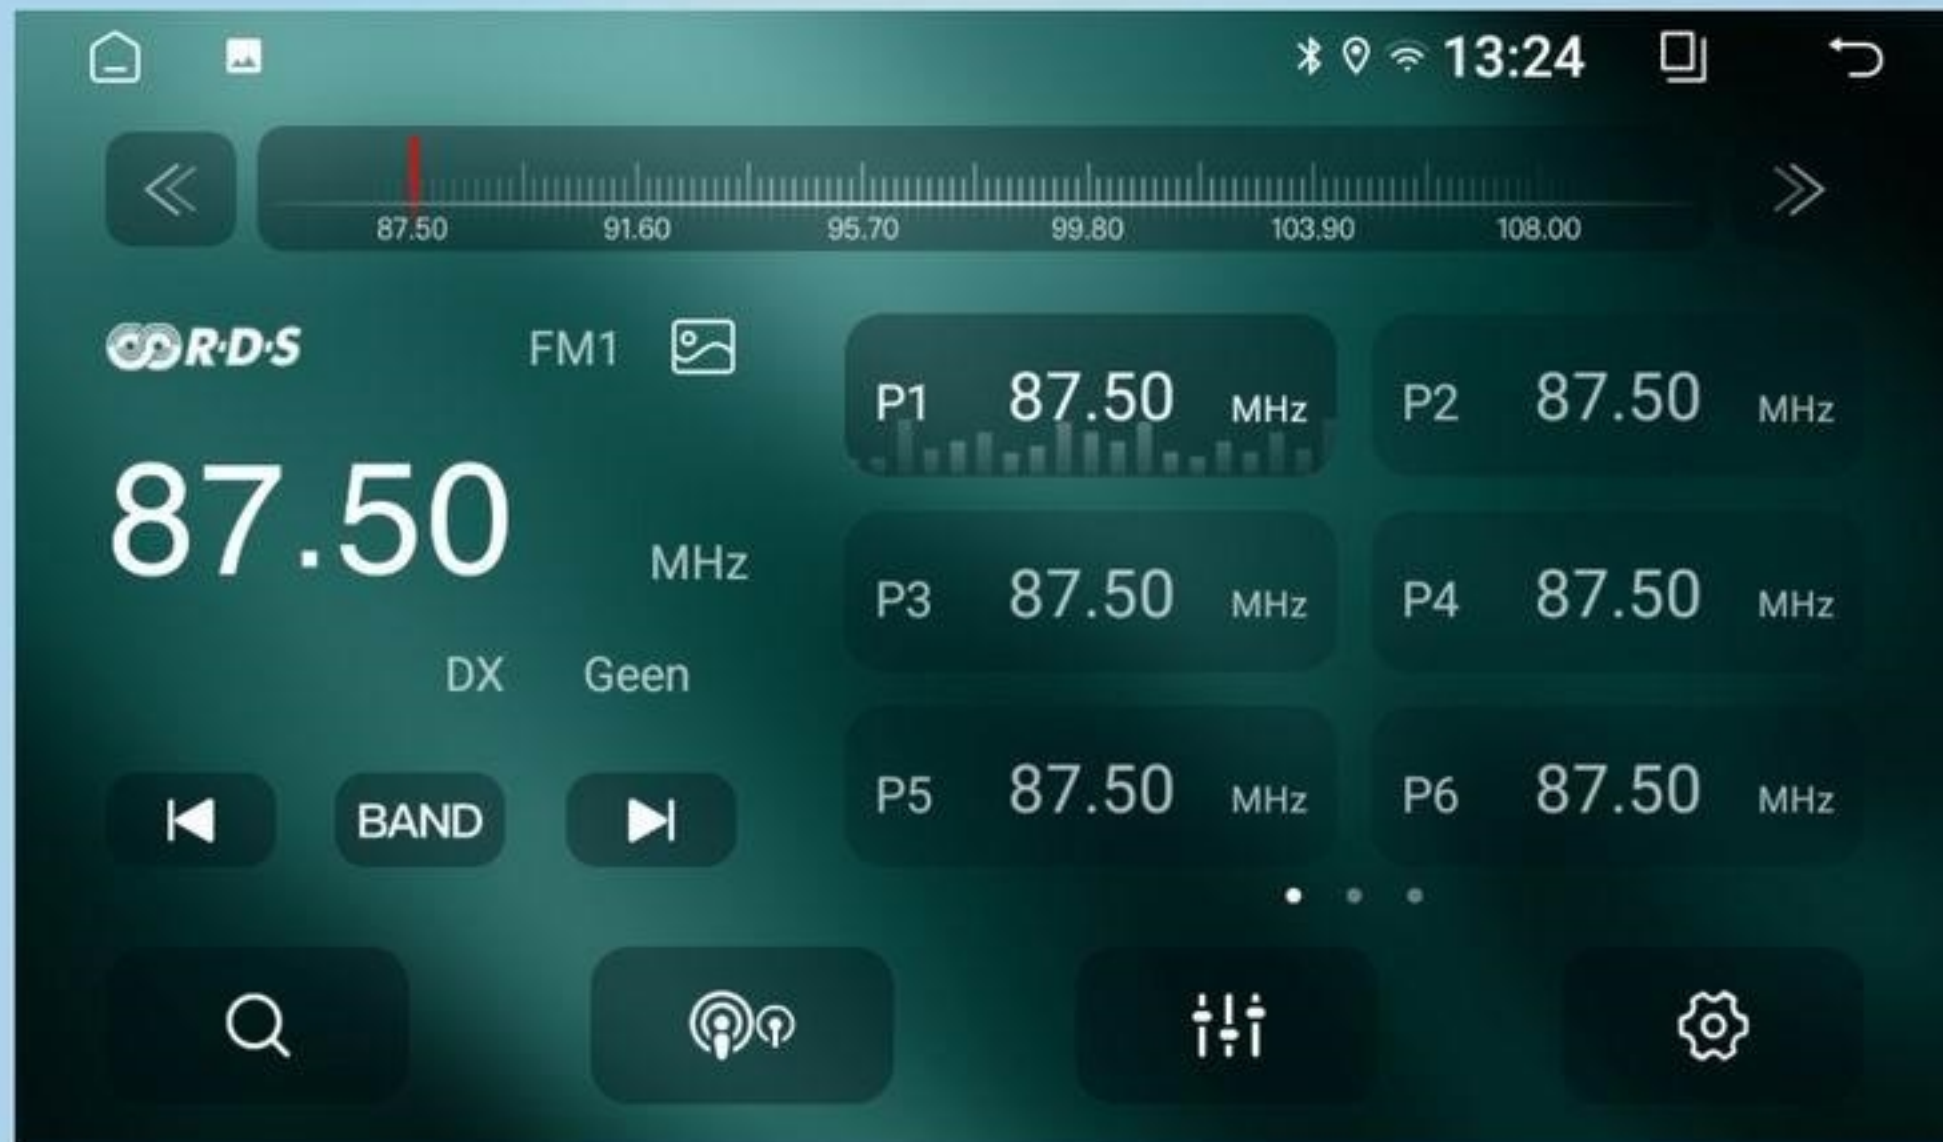 13:24
87.50 91.60 95.70 99.80 103.90 108.00
R·D·S FM1
87.50 MHz
DX Geen
BAND
P1 87.50 MHz
P2 87.50 MHz
P3 87.50 MHz
P4 87.50 MHz
P5 87.50 MHz
P6 87.50 MHz